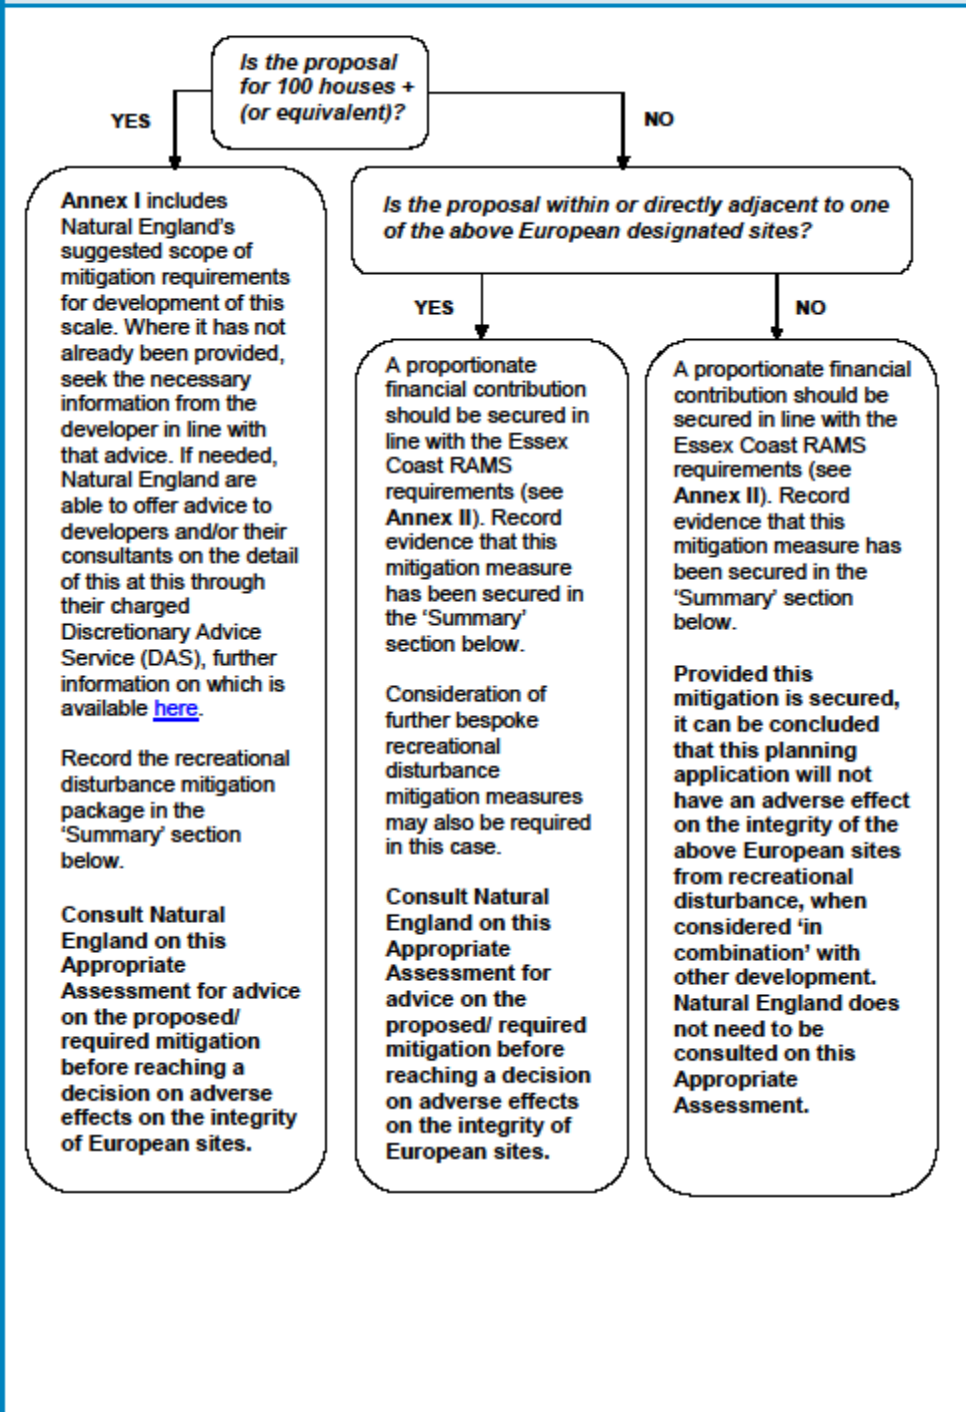 Is the proposal
for 100 houses +
(or equivalent)?
YES
NO
Annex I includes
Natural England's
suggested scope of
mitigation requirements
for development of this
scale. Where it has not
already been provided,
seek the necessary
information from the
developer in line with
that advice. If needed,
Natural England are
able to offer advice to
developers and/or their
consultants on the detail
of this at this through
their charged
Discretionary Advice
Service (DAS), further
information on which is
available here.
Record the recreational
disturbance mitigation
package in the
'Summary' section
below.
Consult Natural
England on this
Appropriate
Assessment for advice
on the proposed/
required mitigation
before reaching a
decision on adverse
effects on the integrity
of European sites.
Is the proposal within or directly adjacent to one
of the above European designated sites?
YES
NO
A proportionate
financial contribution
should be secured in
line with the Essex
Coast RAMS
requirements (see
Annex II). Record
evidence that this
mitigation measure
has been secured in
the 'Summary'
section below.
Consideration of
further bespoke
recreational
disturbance
mitigation measures
may also be required
in this case.
Consult Natural
England on this
Appropriate
Assessment for
advice on the
proposed/ required
mitigation before
reaching a decision
on adverse effects
on the integrity of
European sites.
A proportionate financial
contribution should be
secured in line with the
Essex Coast RAMS
requirements (see
Annex II). Record
evidence that this
mitigation measure has
been secured in the
'Summary' section
below.
Provided this
mitigation is secured,
it can be concluded
that this planning
application will not
have an adverse effect
on the integrity of the
above European sites
from recreational
disturbance, when
considered 'in
combination' with
other development.
Natural England does
not need to be
consulted on this
Appropriate
Assessment.